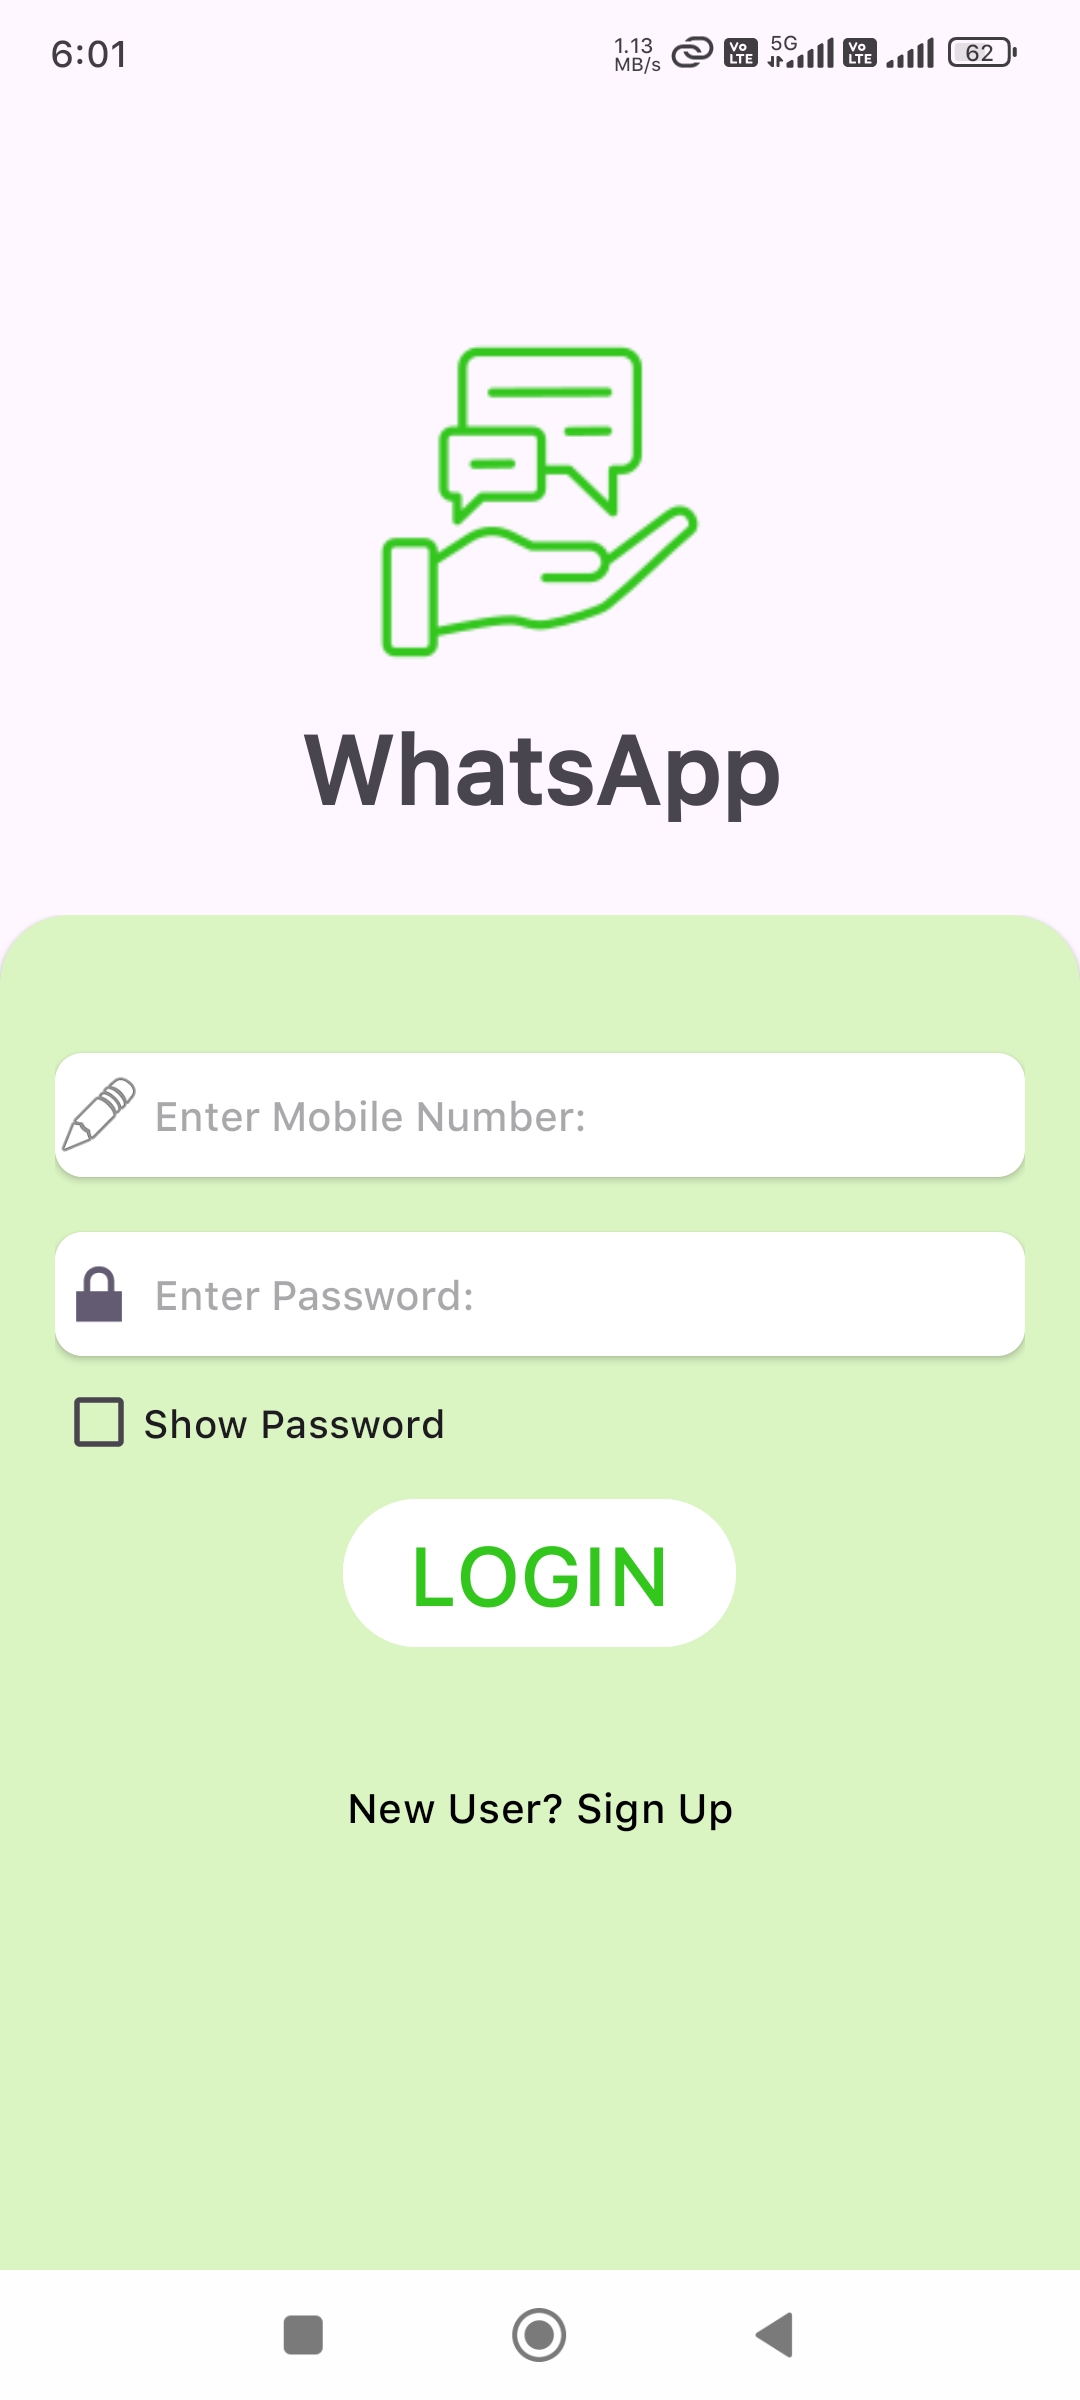 6:01
1.13 MB/s Vo LTE 5G Vo LTE 62
WhatsApp
Enter Mobile Number:
Enter Password:
Show Password
LOGIN
New User? Sign Up